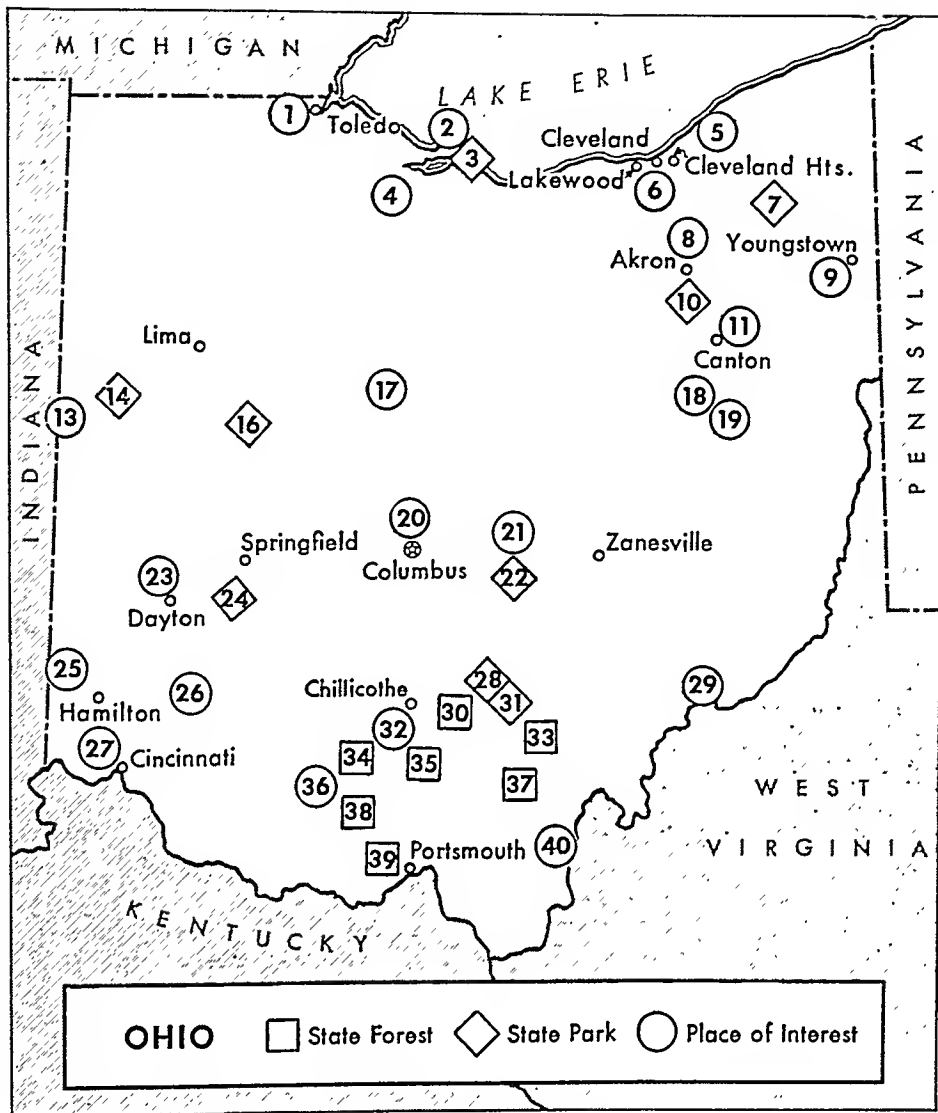 MICHIGAN
LAKE ERIE
1
Toledo
2
Cleveland
5
3
Lakewood
6
Cleveland Hts.
4
7
8
Youngstown
Akron
9
10
11
Canton
Lima
14
17
18
13
16
19
INDIANA
PENNSYLVANIA
20
21
Springfield
Columbus
Zanesville
23
22
24
Dayton
25
26
28
29
Hamilton
Chillicothe
30
31
32
33
27
Cincinnati
34
35
36
37
38
WEST
VIRGINIA
39
Portsmouth
40
KENTUCKY
OHIO State Forest State Park Place of Interest